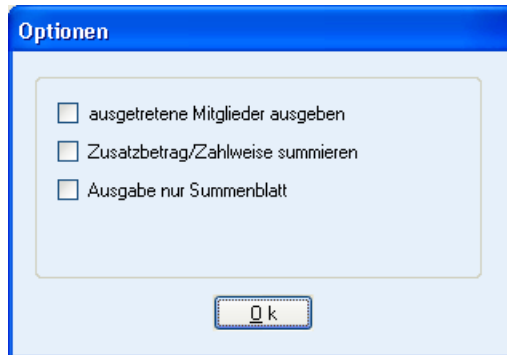 Optionen
ausgetretene Mitglieder ausgeben
Zusatzbetrag/Zahlweise summieren
Ausgabe nur Summenblatt
Ok